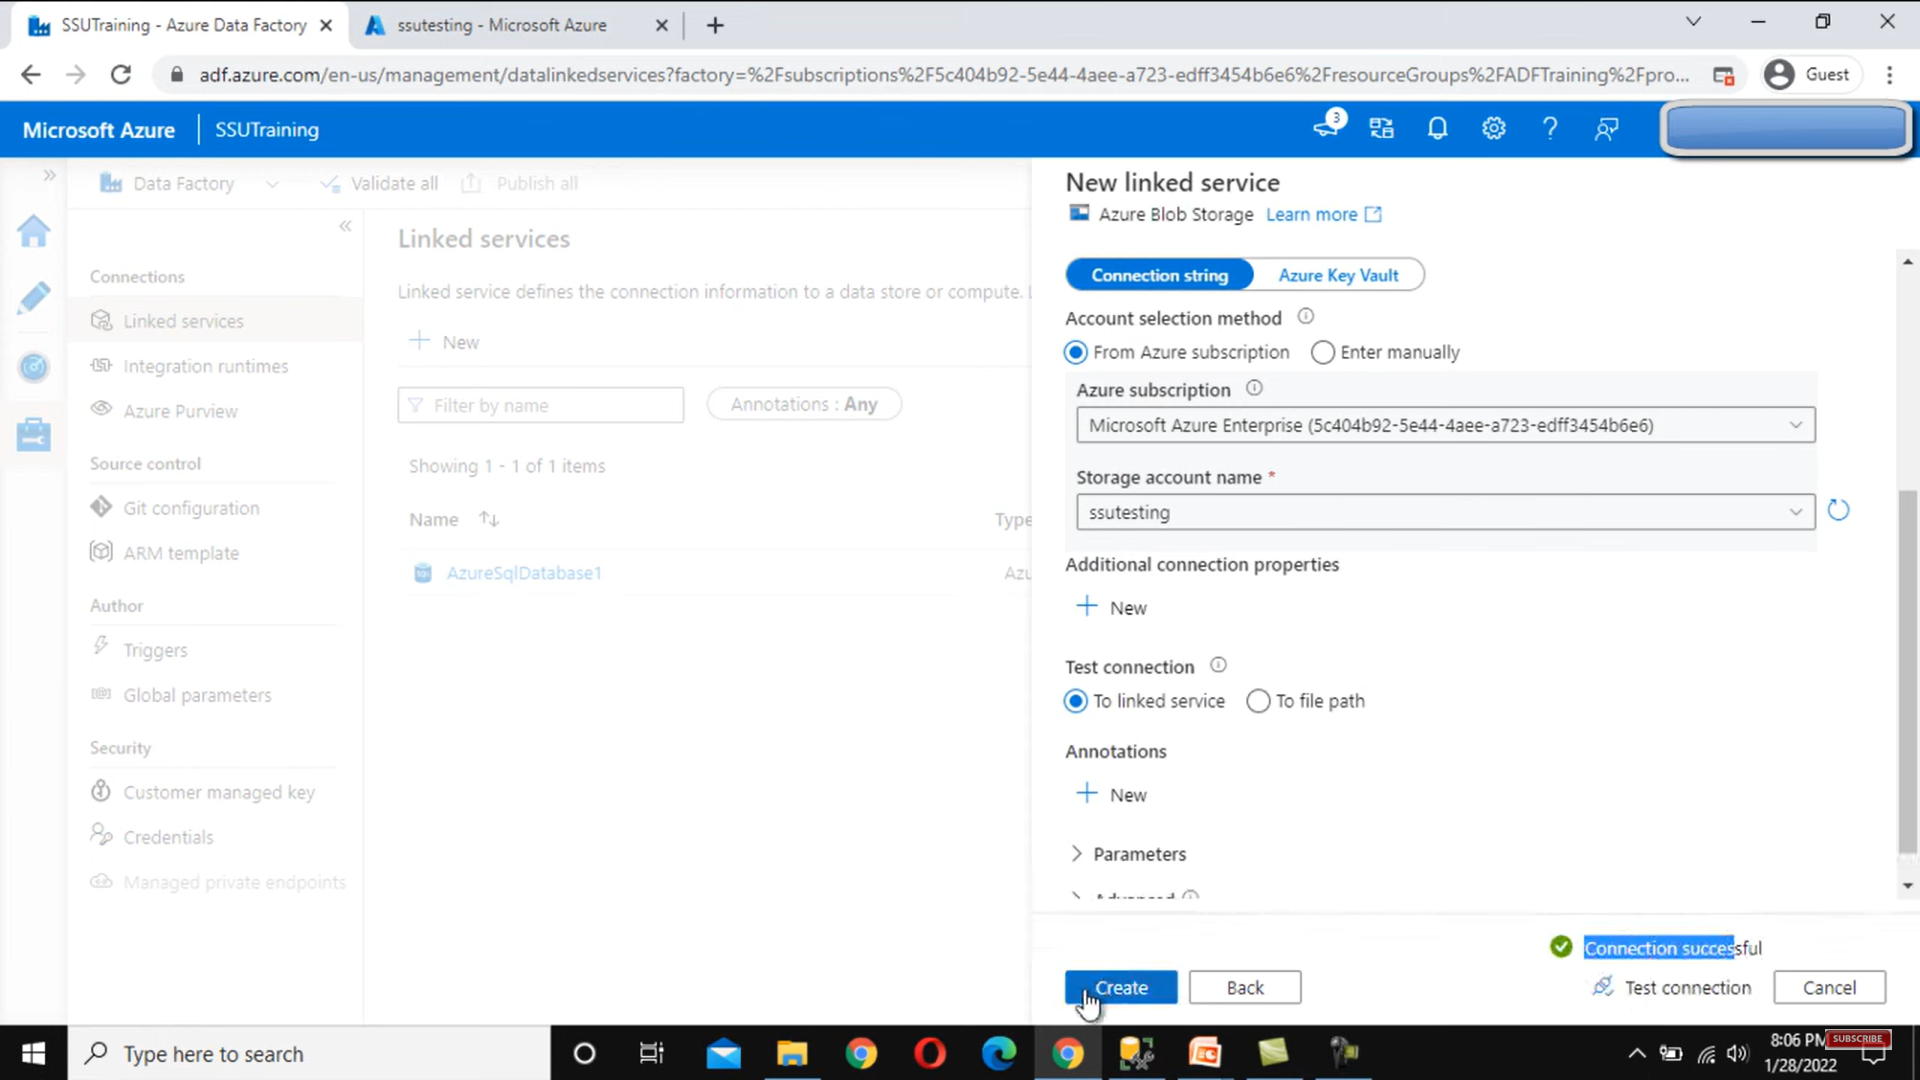 SSUTraining - Azure Data Factory
ssutesting - Microsoft Azure
adf.azure.com/en-us/management/datalinkedservices?factory=%2Fsubscriptions%2F5c404b92-5e44-4aee-a723-edff3454b6e6%2FresourceGroups%2FADFTraining%2Fpro...
Guest
Microsoft Azure
SSUTraining
3
Data Factory
Validate all
Publish all
Connections
Linked services
Integration runtimes
Azure Purview
Source control
Git configuration
ARM template
Author
Triggers
Global parameters
Security
Customer managed key
Credentials
Managed private endpoints
Linked services
Linked service defines the connection information to a data store or compute.
New
Filter by name
Annotations : Any
Showing 1 - 1 of 1 items
Name
Type
AzureSqlDatabase1
Azu
New linked service
Azure Blob Storage Learn more
Connection string
Azure Key Vault
Account selection method
From Azure subscription
Enter manually
Azure subscription
Microsoft Azure Enterprise (5c404b92-5e44-4aee-a723-edff3454b6e6)
Storage account name *
ssutesting
Additional connection properties
New
Test connection
To linked service
To file path
Annotations
New
Parameters
Advanced
Connection successful
Create
Back
Test connection
Cancel
Type here to search
8:06 PM
1/28/2022
SUBSCRIBE